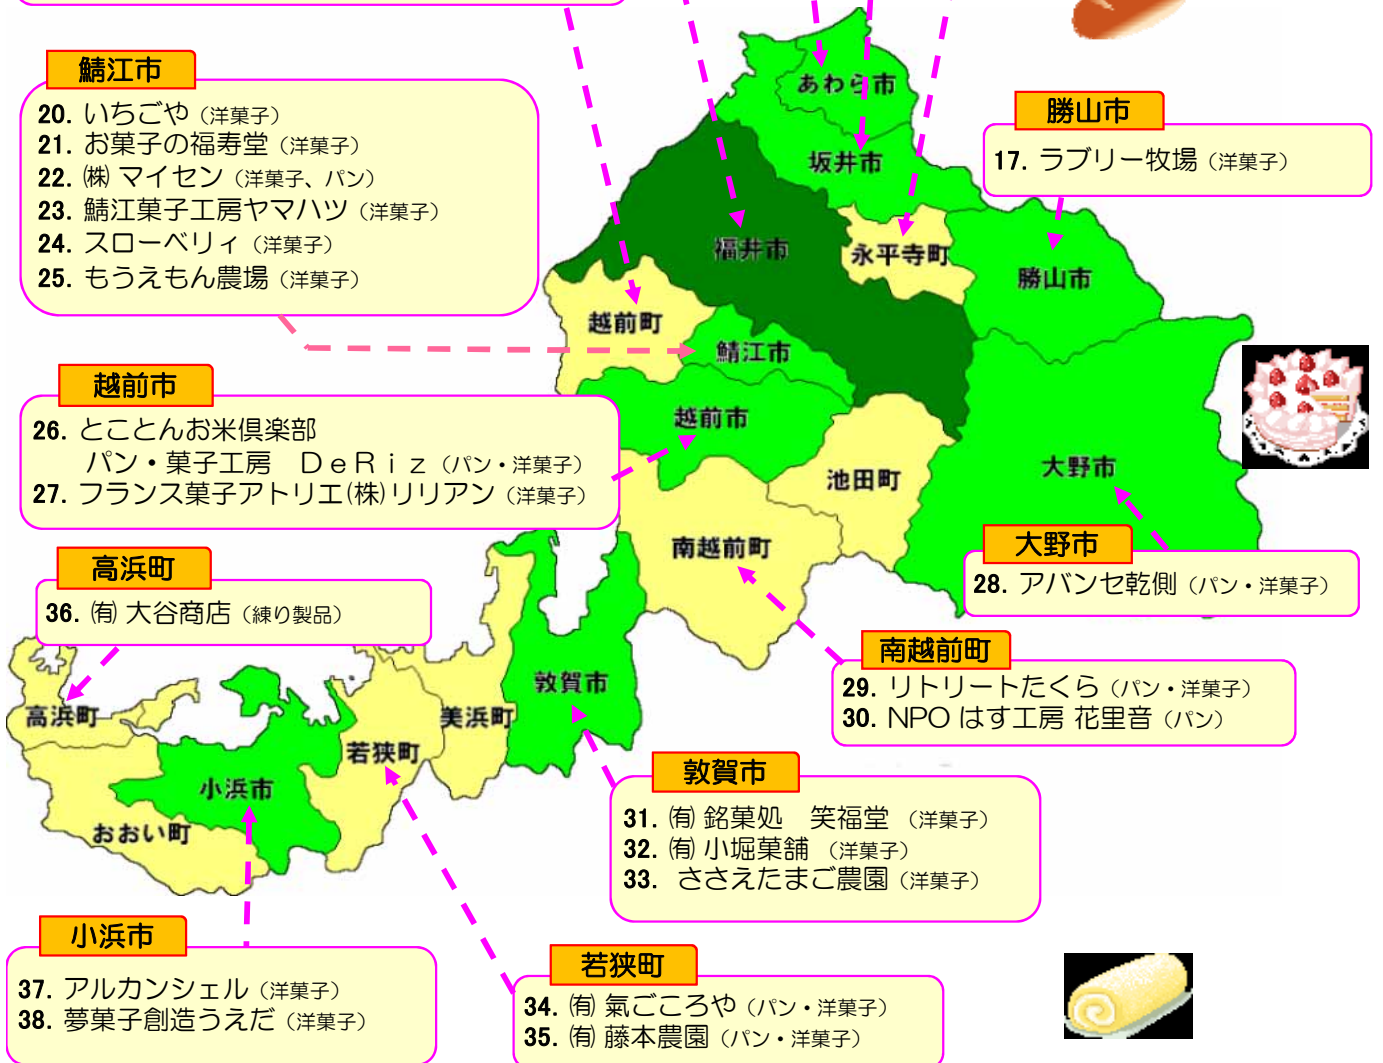 鯖江市
20. いちごや（洋菓子）
21. お菓子の福寿堂（洋菓子）
22. ㈱ マイセン（洋菓子、パン）
23. 鯖江菓子工房ヤマハツ（洋菓子）
24. スローベリィ（洋菓子）
25. もうえもん農場（洋菓子）
勝山市
17. ラブリー牧場（洋菓子）
あわら市
坂井市
福井市
永平寺町
勝山市
越前町
鯖江市
越前市
池田町
大野市
南越前町
敦賀市
美浜町
若狭町
高浜町
小浜市
おおい町
越前市
26. とことんお米倶楽部
パン・菓子工房　ＤｅＲｉｚ（パン・洋菓子）
27. フランス菓子アトリエ(株)リリアン（洋菓子）
大野市
28. アバンセ乾側（パン・洋菓子）
高浜町
36. ㈲ 大谷商店（練り製品）
南越前町
29. リトリートたくら（パン・洋菓子）
30. NPO はす工房 花里音（パン）
敦賀市
31. ㈲ 銘菓処　笑福堂 （洋菓子）
32. ㈲ 小堀菓舗 （洋菓子）
33. ささえたまご農園（洋菓子）
小浜市
37. アルカンシェル（洋菓子）
38. 夢菓子創造うえだ（洋菓子）
若狭町
34. ㈲ 氣ごころや（パン・洋菓子）
35. ㈲ 藤本農園（パン・洋菓子）